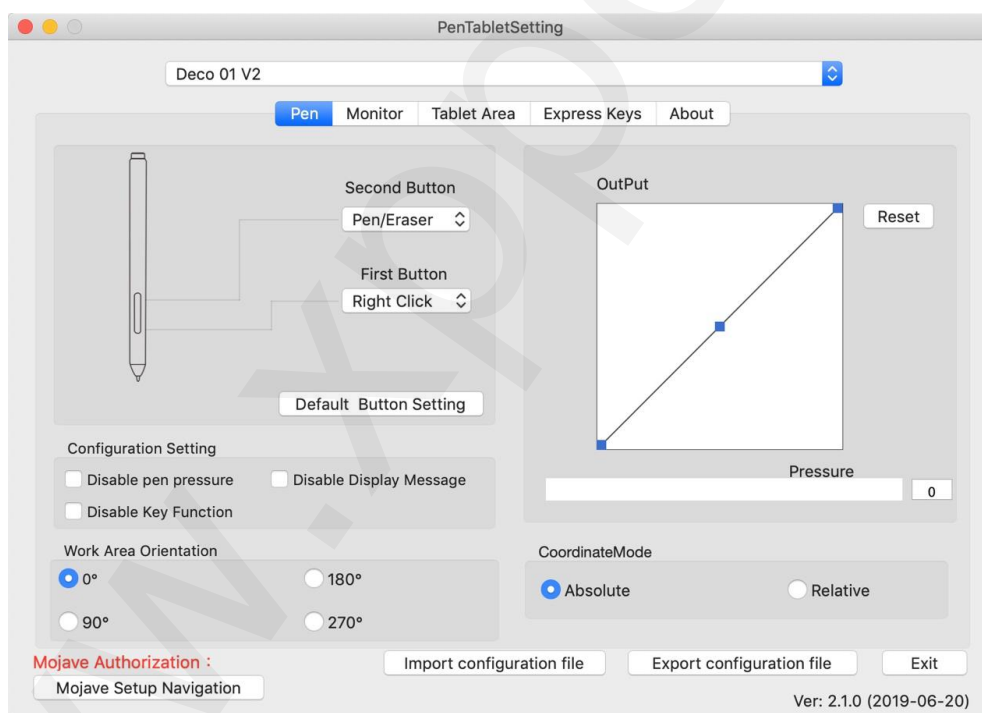 PenTabletSetting
Deco 01 V2
Pen Monitor Tablet Area Express Keys About
Second Button
Pen/Eraser
First Button
Right Click
Default Button Setting
OutPut
Reset
Pressure
0
Configuration Setting
Disable pen pressure Disable Display Message
Disable Key Function
Work Area Orientation
0° 180°
90° 270°
CoordinateMode
Absolute Relative
Mojave Authorization :
Mojave Setup Navigation
Import configuration file Export configuration file Exit
Ver: 2.1.0 (2019-06-20)